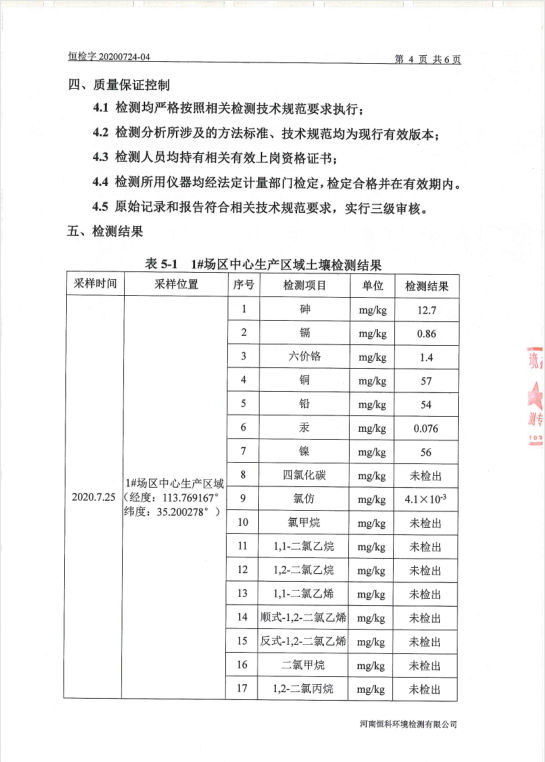 恒检字 20200724-04
第 4 页 共 6 页
四、质量保证控制
4.1 检测均严格按照相关检测技术规范要求执行；
4.2 检测分析所涉及的方法标准、技术规范均为现行有效版本；
4.3 检测人员均持有相关有效上岗资格证书；
4.4 检测所用仪器均经法定计量部门检定，检定合格并在有效期内。
4.5 原始记录和报告符合相关技术规范要求，实行三级审核。
五、检测结果
表 5-1 1#场区中心生产区域土壤检测结果
采样时间 采样位置 序号 检测项目 单位 检测结果
2020.7.25
1#场区中心生产区域
（经度：113.769167°
纬度：35.200278°）
1 砷 mg/kg 12.7
2 镉 mg/kg 0.86
3 六价铬 mg/kg 1.4
4 铜 mg/kg 57
5 铅 mg/kg 54
6 汞 mg/kg 0.076
7 镍 mg/kg 56
8 四氯化碳 mg/kg 未检出
9 氯仿 mg/kg 4.1×10⁻³
10 氯甲烷 mg/kg 未检出
11 1,1-二氯乙烷 mg/kg 未检出
12 1,2-二氯乙烷 mg/kg 未检出
13 1,1-二氯乙烯 mg/kg 未检出
14 顺式-1,2-二氯乙烯 mg/kg 未检出
15 反式-1,2-二氯乙烯 mg/kg 未检出
16 二氯甲烷 mg/kg 未检出
17 1,2-二氯丙烷 mg/kg 未检出
河南恒科环境检测有限公司